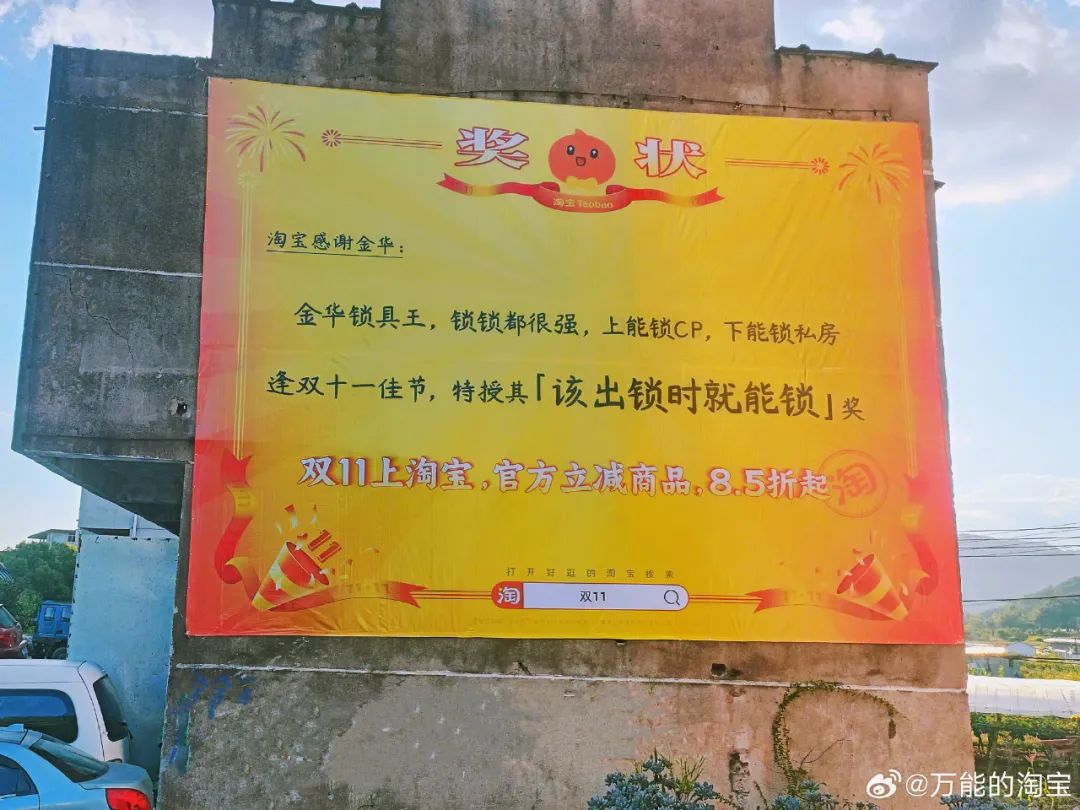 奖 状
淘宝 Taobao
淘宝感谢金华：
金华锁具王，锁锁都很强，上能锁CP，下能锁私房
逢双十一佳节，特授其「该出锁时就能锁」奖
双11上淘宝，官方立减商品，8.5折起
淘
11
打开好逛的淘宝搜索
淘 双11
@万能的淘宝